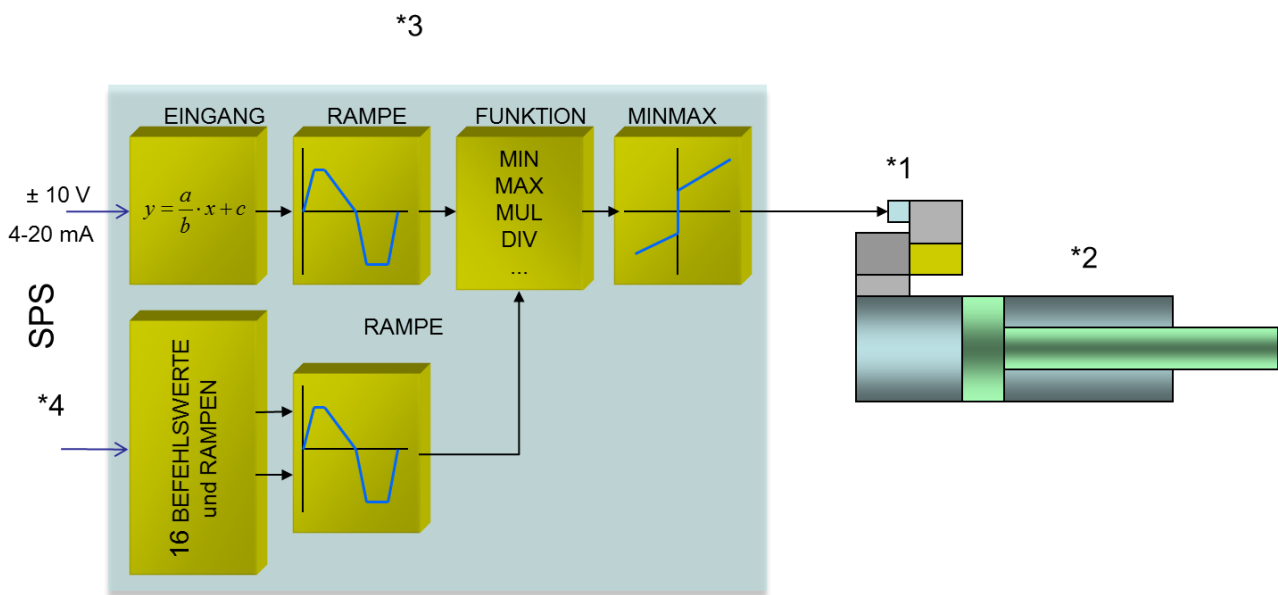 *3
EINGANG
RAMPE
FUNKTION
MINMAX
± 10 V
4-20 mA
y = a/b · x + c
MIN
MAX
MUL
DIV
...
*1
*2
SPS
RAMPE
*4
16 BEFEHLSWERTE
und RAMPEN